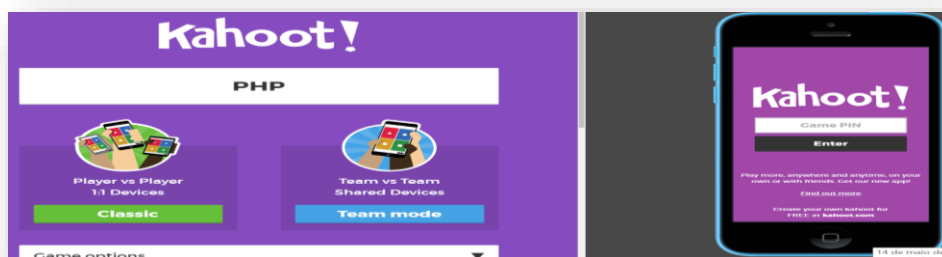 Kahoot!
PHP
Player vs Player
1:1 Devices
Classic
Team vs Team
Shared Devices
Team mode
Game options
Kahoot!
Game PIN
Enter
Play more, anywhere and anytime, on your
own or with friends. Get our new app!
Find out more
Create your own kahoot for
FREE at kahoot.com
14 de maio de